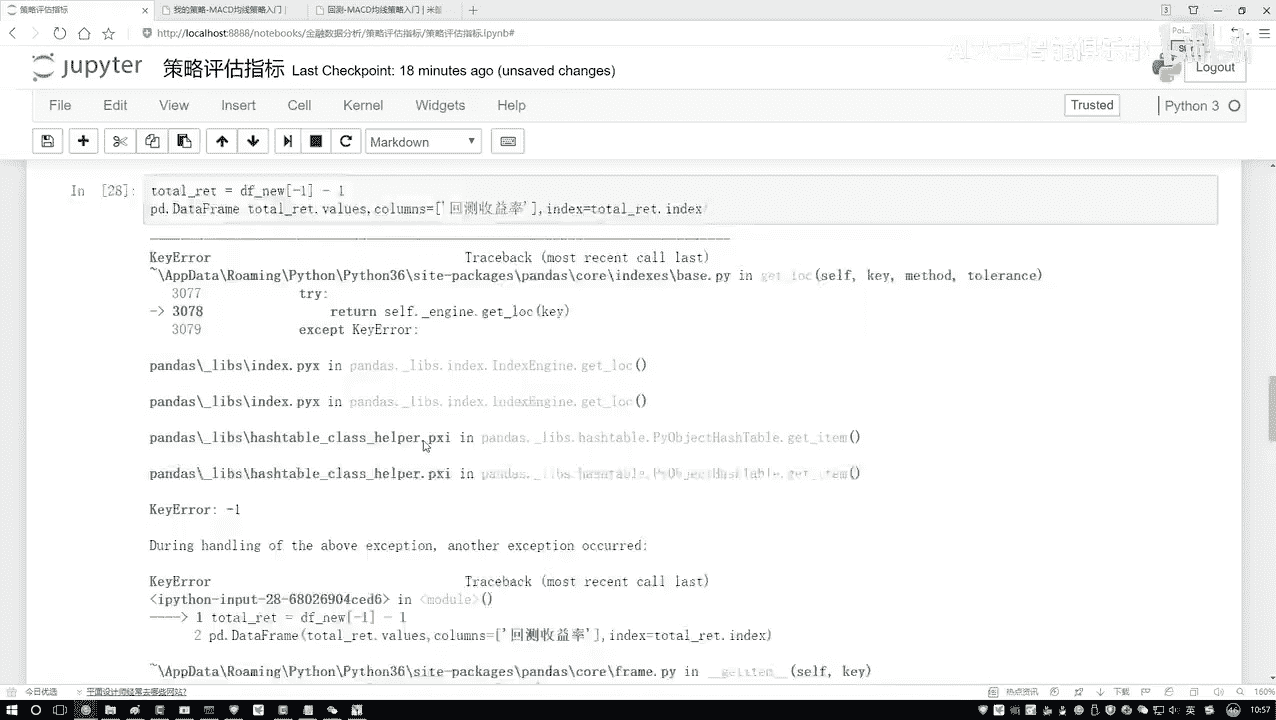 策略评估指标
我的策略-MACD均线策略入门 |
回测-MACD均线策略入门 | 米
http://localhost:8888/notebooks/金融数据分析/策略评估指标/策略评估指标.ipynb#
jupyter 策略评估指标 Last Checkpoint: 18 minutes ago (unsaved changes)
Logout
File Edit View Insert Cell Kernel Widgets Help
Trusted
Python 3
Markdown
In [28]: total_ret = df_new[-1] - 1
pd.DataFrame total_ret.values,columns=['回测收益率'],index=total_ret.index
KeyError Traceback (most recent call last)
~\AppData\Roaming\Python\Python36\site-packages\pandas\core\indexes\base.py in get_loc(self, key, method, tolerance)
3077 try:
-> 3078 return self._engine.get_loc(key)
3079 except KeyError:
pandas\_libs\index.pyx in pandas._libs.index.IndexEngine.get_loc()
pandas\_libs\index.pyx in pandas._libs.index.IndexEngine.get_loc()
pandas\_libs\hashtable_class_helper.pxi in pandas._libs.hashtable.PyObjectHashTable.get_item()
pandas\_libs\hashtable_class_helper.pxi in pandas._libs.hashtable.PyObjectHashTable.get_item()
KeyError: -1
During handling of the above exception, another exception occurred:
KeyError Traceback (most recent call last)
<ipython-input-28-68026904ced6> in <module>()
----> 1 total_ret = df_new[-1] - 1
2 pd.DataFrame(total_ret.values,columns=['回测收益率'],index=total_ret.index)
~\AppData\Roaming\Python\Python36\site-packages\pandas\core\frame.py in __getitem__(self, key)
今日优选
平面设计师经常去哪些网站?
热点资讯
下载
160%
英
10:57